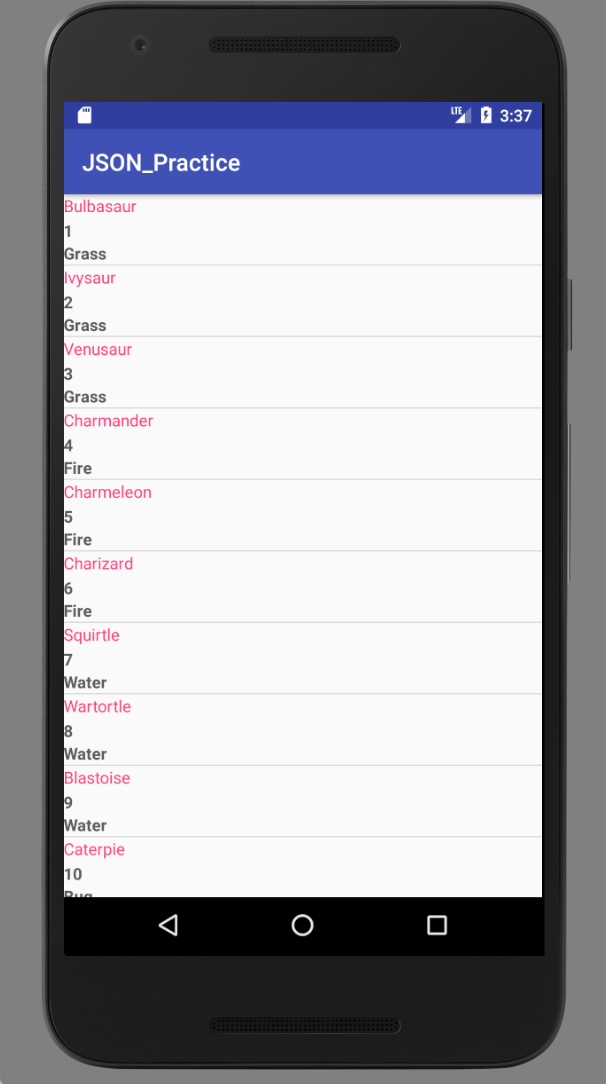 LTE 3:37
JSON_Practice
Bulbasaur
1
Grass
Ivysaur
2
Grass
Venusaur
3
Grass
Charmander
4
Fire
Charmeleon
5
Fire
Charizard
6
Fire
Squirtle
7
Water
Wartortle
8
Water
Blastoise
9
Water
Caterpie
10
Bug